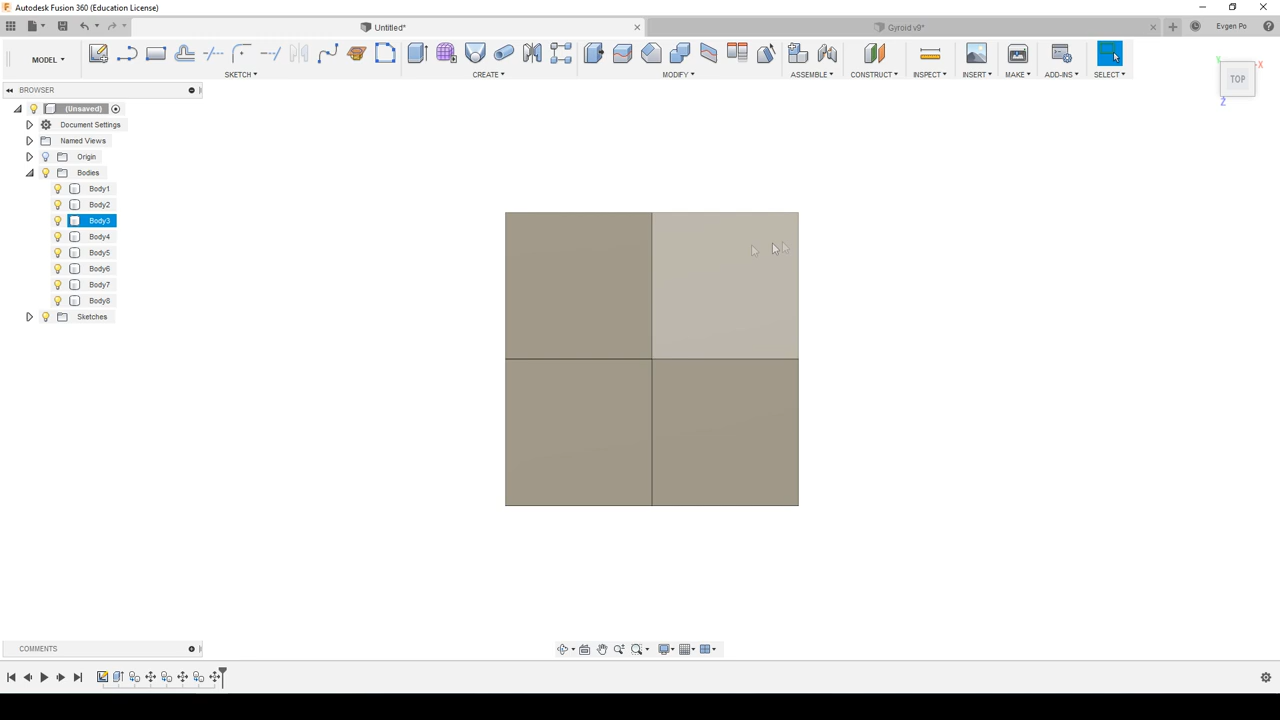 Autodesk Fusion 360 (Education License)
Untitled*
Gyroid v9*
Evgen Po
MODEL
SKETCH
CREATE
MODIFY
ASSEMBLE
CONSTRUCT
INSPECT
INSERT
MAKE
ADD-INS
SELECT
BROWSER
(Unsaved)
Document Settings
Named Views
Origin
Bodies
Body1
Body2
Body3
Body4
Body5
Body6
Body7
Body8
Sketches
Y
X
TOP
Z
COMMENTS